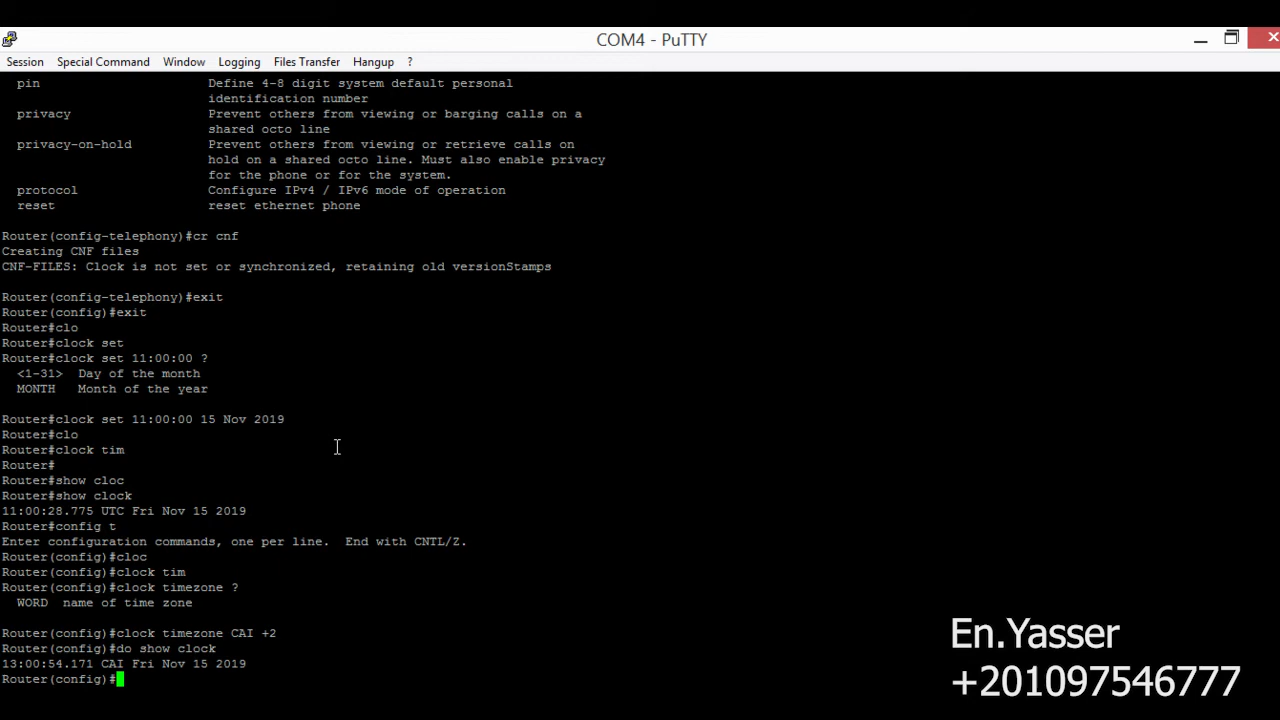 COM4 - PuTTY
Session Special Command Window Logging Files Transfer Hangup ?
pin Define 4-8 digit system default personal
identification number
privacy Prevent others from viewing or barging calls on a
shared octo line
privacy-on-hold Prevent others from viewing or retrieve calls on
hold on a shared octo line. Must also enable privacy
for the phone or for the system.
protocol Configure IPv4 / IPv6 mode of operation
reset reset ethernet phone
Router(config-telephony)#cr cnf
Creating CNF files
CNF-FILES: Clock is not set or synchronized, retaining old versionStamps
Router(config-telephony)#exit
Router(config)#exit
Router#clo
Router#clock set
Router#clock set 11:00:00 ?
<1-31> Day of the month
MONTH Month of the year
Router#clock set 11:00:00 15 Nov 2019
Router#clo
Router#clock tim
Router#
Router#show cloc
Router#show clock
11:00:28.775 UTC Fri Nov 15 2019
Router#config t
Enter configuration commands, one per line. End with CNTL/Z.
Router(config)#cloc
Router(config)#clock tim
Router(config)#clock timezone ?
WORD name of time zone
Router(config)#clock timezone CAI +2
Router(config)#do show clock
13:00:54.171 CAI Fri Nov 15 2019
Router(config)#
En.Yasser
+201097546777